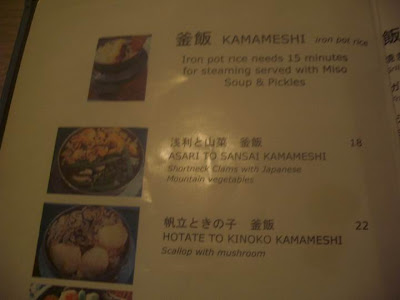 釜飯 KAMAMESHI iron pot rice
Iron pot rice needs 15 minutes
for steaming served with Miso
Soup & Pickles
浅利と山菜 釜飯 18
ASARI TO SANSAI KAMAMESHI
Shortneck Clams with Japanese
Mountain vegetables
帆立ときの子 釜飯 22
HOTATE TO KINOKO KAMAMESHI
Scallop with mushroom
飯